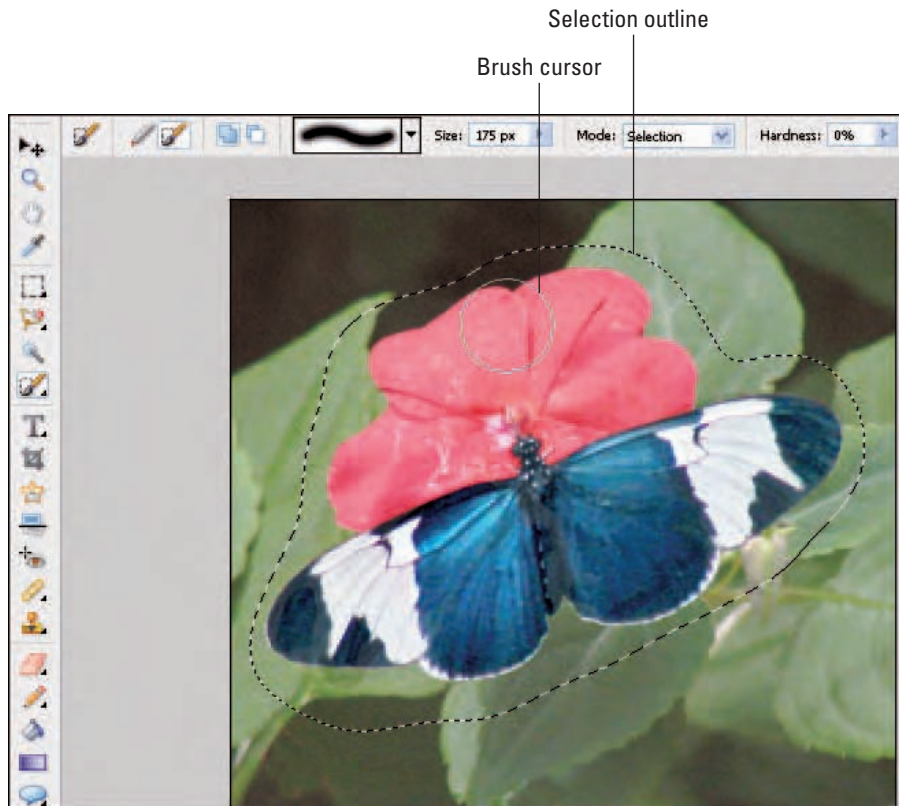 Selection outline
Brush cursor
Size: 175 px Mode: Selection Hardness: 0%